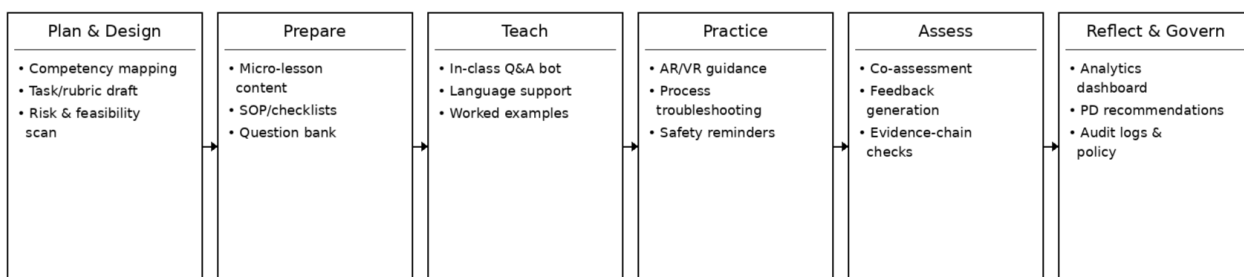 Plan & Design
• Competency mapping
• Task/rubric draft
• Risk & feasibility
scan
Prepare
• Micro-lesson
content
• SOP/checklists
• Question bank
Teach
• In-class Q&A bot
• Language support
• Worked examples
Practice
• AR/VR guidance
• Process
troubleshooting
• Safety reminders
Assess
• Co-assessment
• Feedback
generation
• Evidence-chain
checks
Reflect & Govern
• Analytics
dashboard
• PD recommendations
• Audit logs &
policy